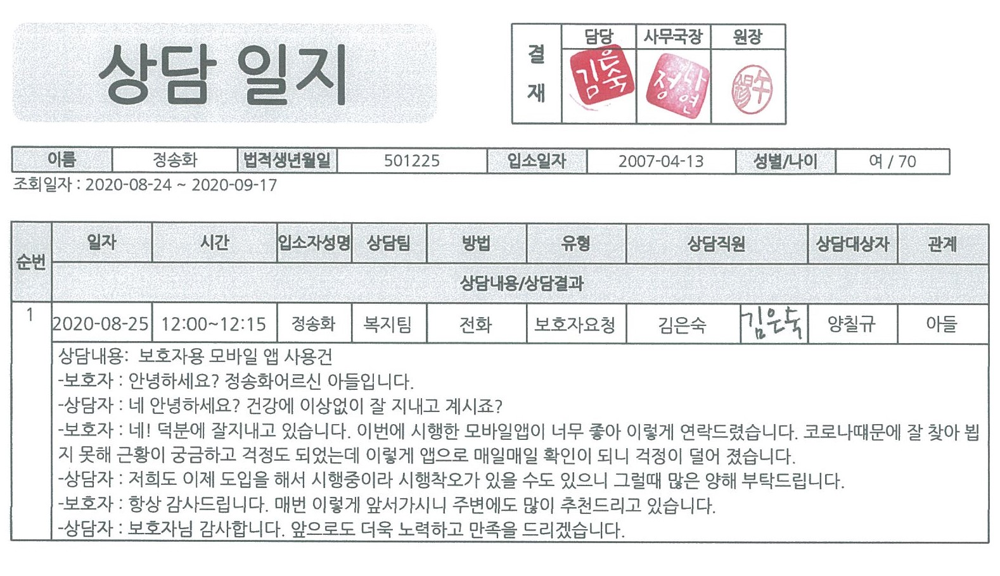 상담 일지
결재 담당 사무국장 원장
김은숙 정나연
이름 정송화 법적생년월일 501225 입소일자 2007-04-13 성별/나이 여 / 70
조회일자 : 2020-08-24 ~ 2020-09-17
순번 일자 시간 입소자성명 상담팀 방법 유형 상담직원 상담대상자 관계
상담내용/상담결과
1 2020-08-25 12:00~12:15 정송화 복지팀 전화 보호자요청 김은숙 김은숙 양칠규 아들
상담내용: 보호자용 모바일 앱 사용건
-보호자 : 안녕하세요? 정송화어르신 아들입니다.
-상담자 : 네 안녕하세요? 건강에 이상없이 잘 지내고 계시죠?
-보호자 : 네! 덕분에 잘지내고 있습니다. 이번에 시행한 모바일앱이 너무 좋아 이렇게 연락드렸습니다. 코로나떄문에 잘 찾아 뵙
지 못해 근황이 궁금하고 걱정도 되었는데 이렇게 앱으로 매일매일 확인이 되니 걱정이 덜어 졌습니다.
-상담자 : 저희도 이제 도입을 해서 시행중이라 시행착오가 있을 수도 있으니 그럴때 많은 양해 부탁드립니다.
-보호자 : 항상 감사드립니다. 매번 이렇게 앞서가시니 주변에도 많이 추천드리고 있습니다.
-상담자 : 보호자님 감사합니다. 앞으로도 더욱 노력하고 만족을 드리겠습니다.